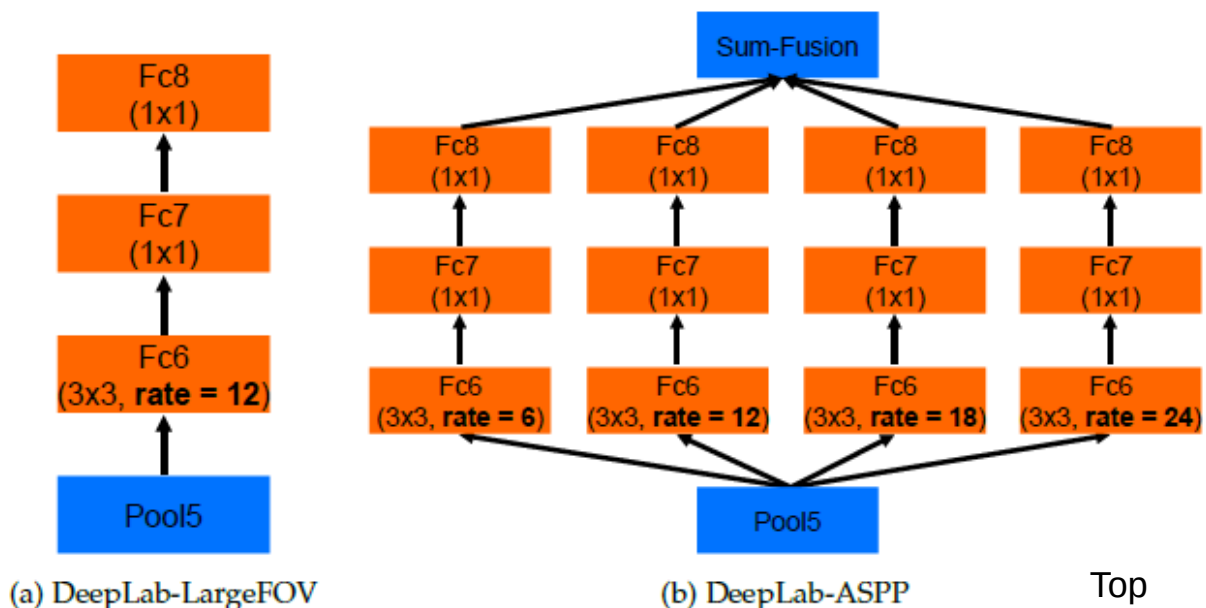 Fc8
(1x1)
Fc7
(1x1)
Fc6
(3x3, rate = 12)
Pool5
(a) DeepLab-LargeFOV
Sum-Fusion
Fc8
(1x1)
Fc8
(1x1)
Fc8
(1x1)
Fc8
(1x1)
Fc7
(1x1)
Fc7
(1x1)
Fc7
(1x1)
Fc7
(1x1)
Fc6
(3x3, rate = 6)
Fc6
(3x3, rate = 12)
Fc6
(3x3, rate = 18)
Fc6
(3x3, rate = 24)
Pool5
(b) DeepLab-ASPP
Top